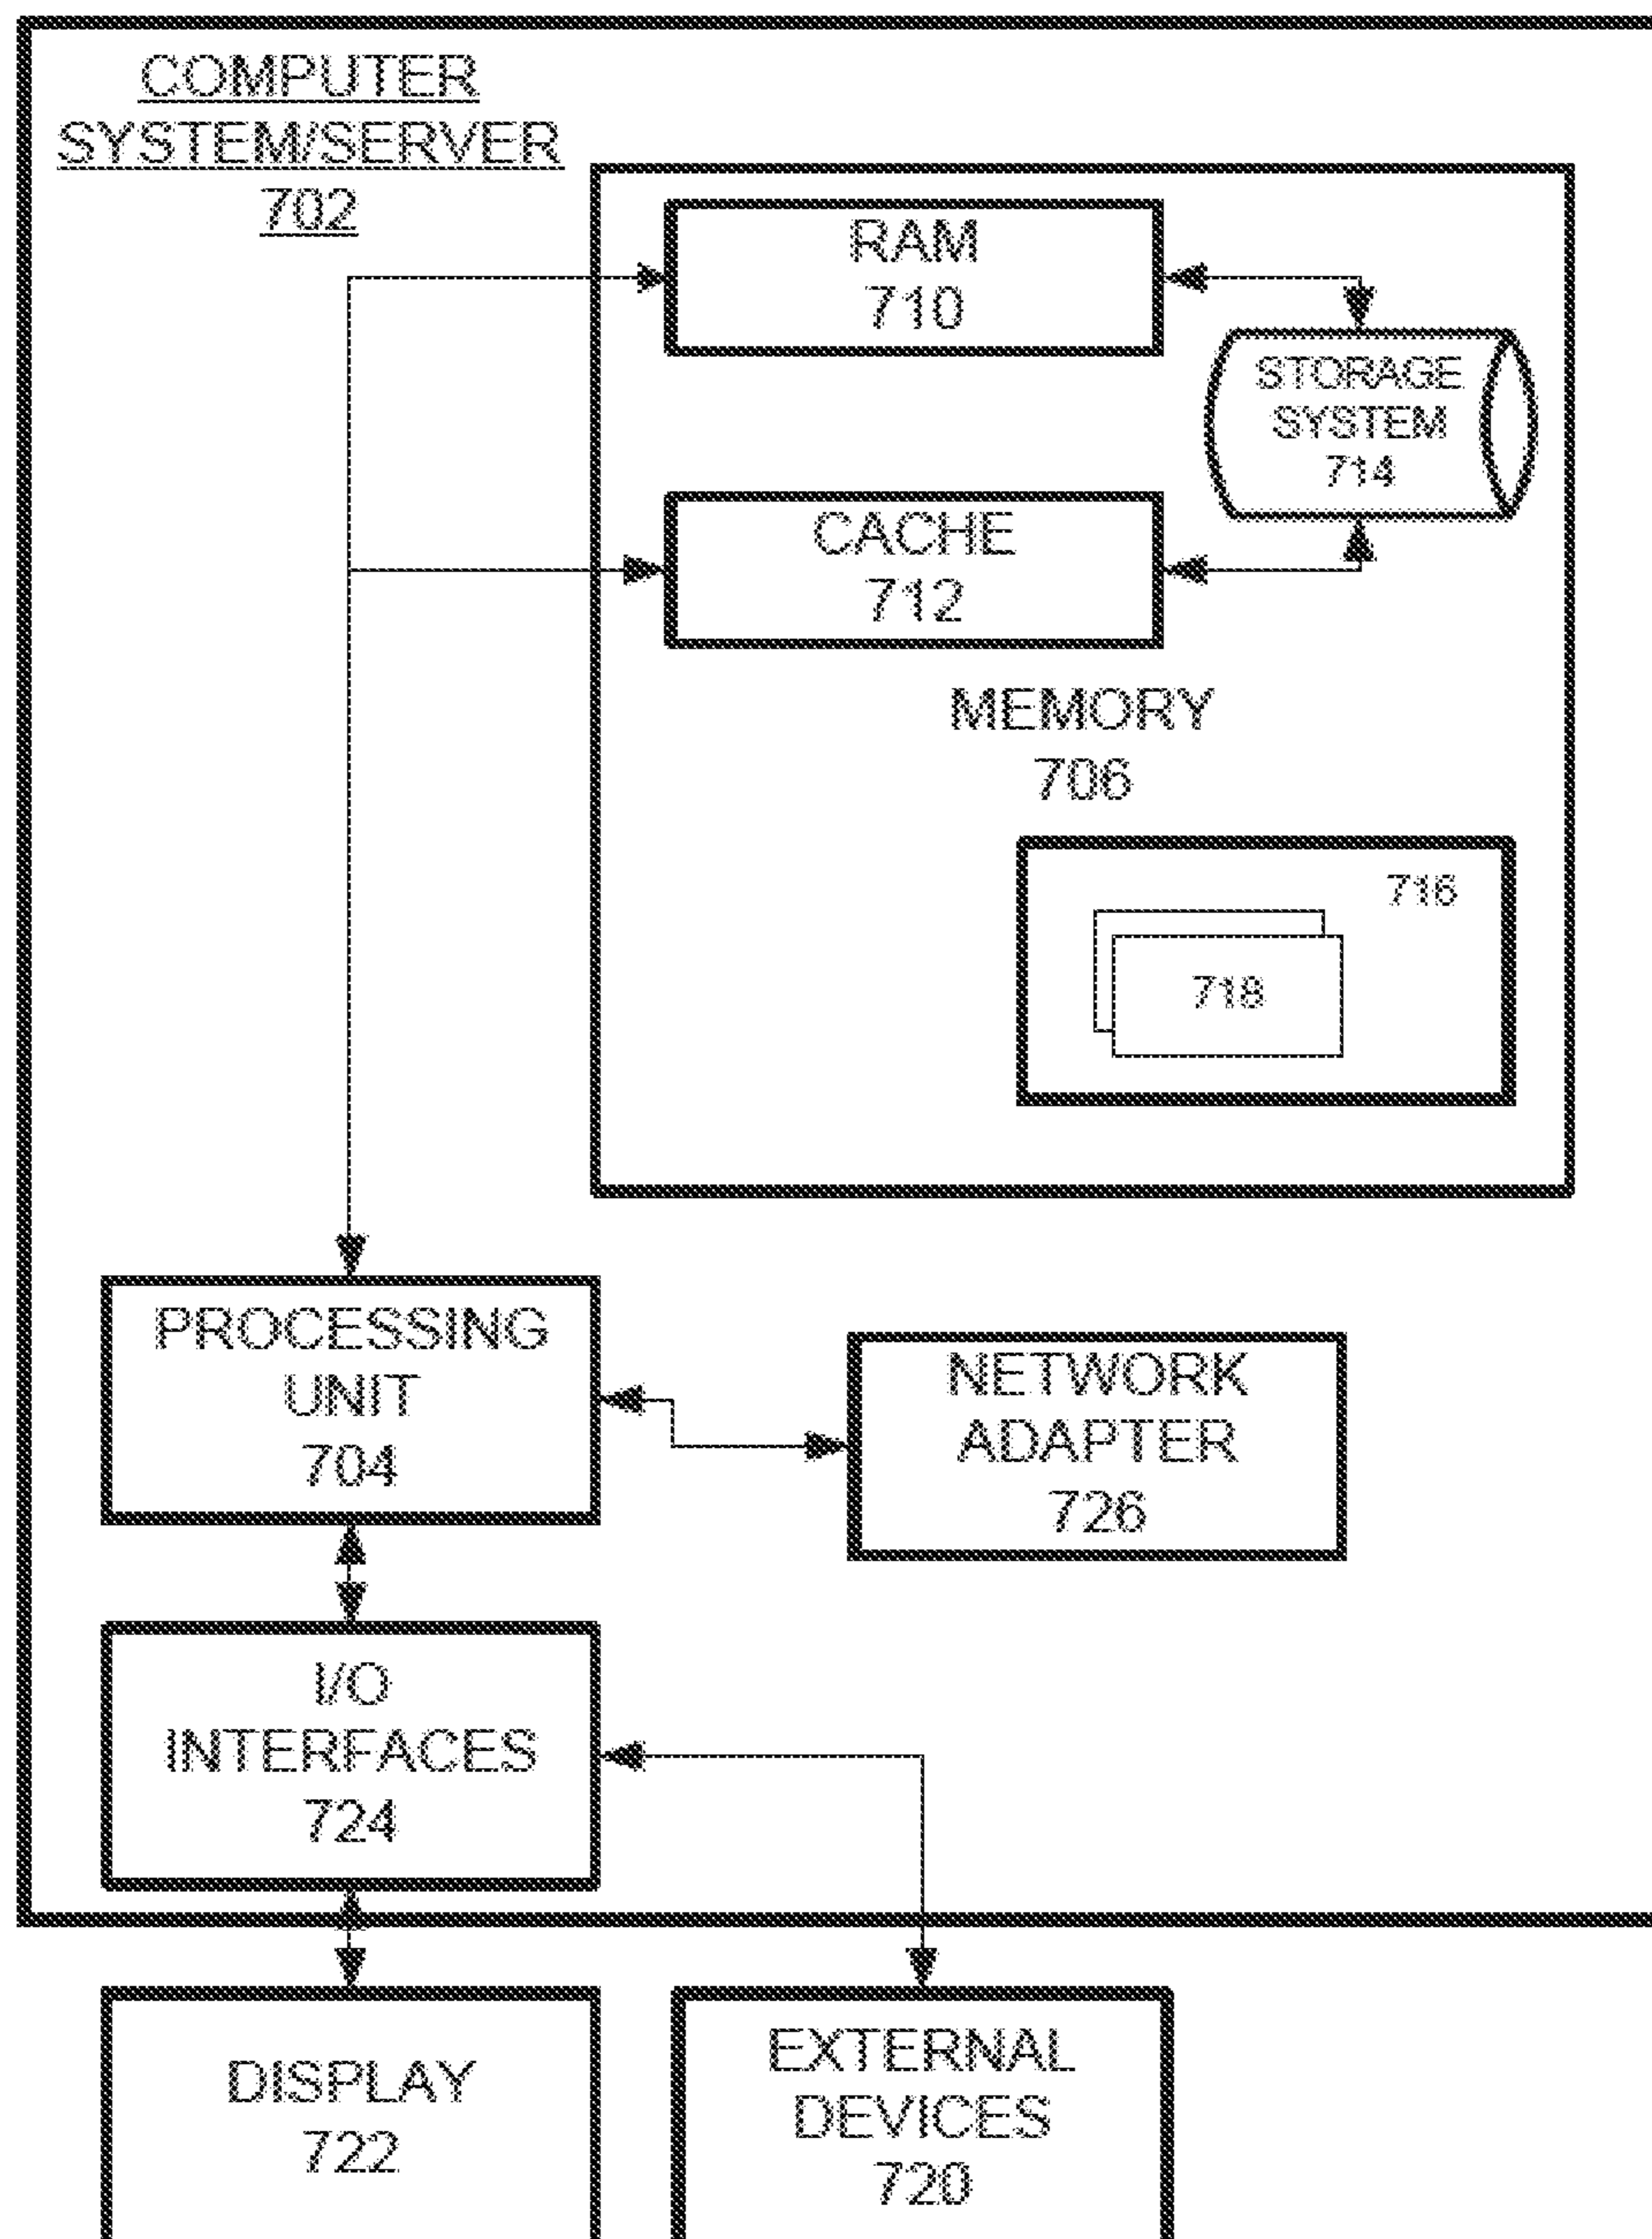 COMPUTER
SYSTEM/SERVER
702
RAM
710
STORAGE
SYSTEM
714
CACHE
712
MEMORY
706
716
718
PROCESSING
UNIT
704
NETWORK
ADAPTER
726
I/O
INTERFACES
724
DISPLAY
722
EXTERNAL
DEVICES
720